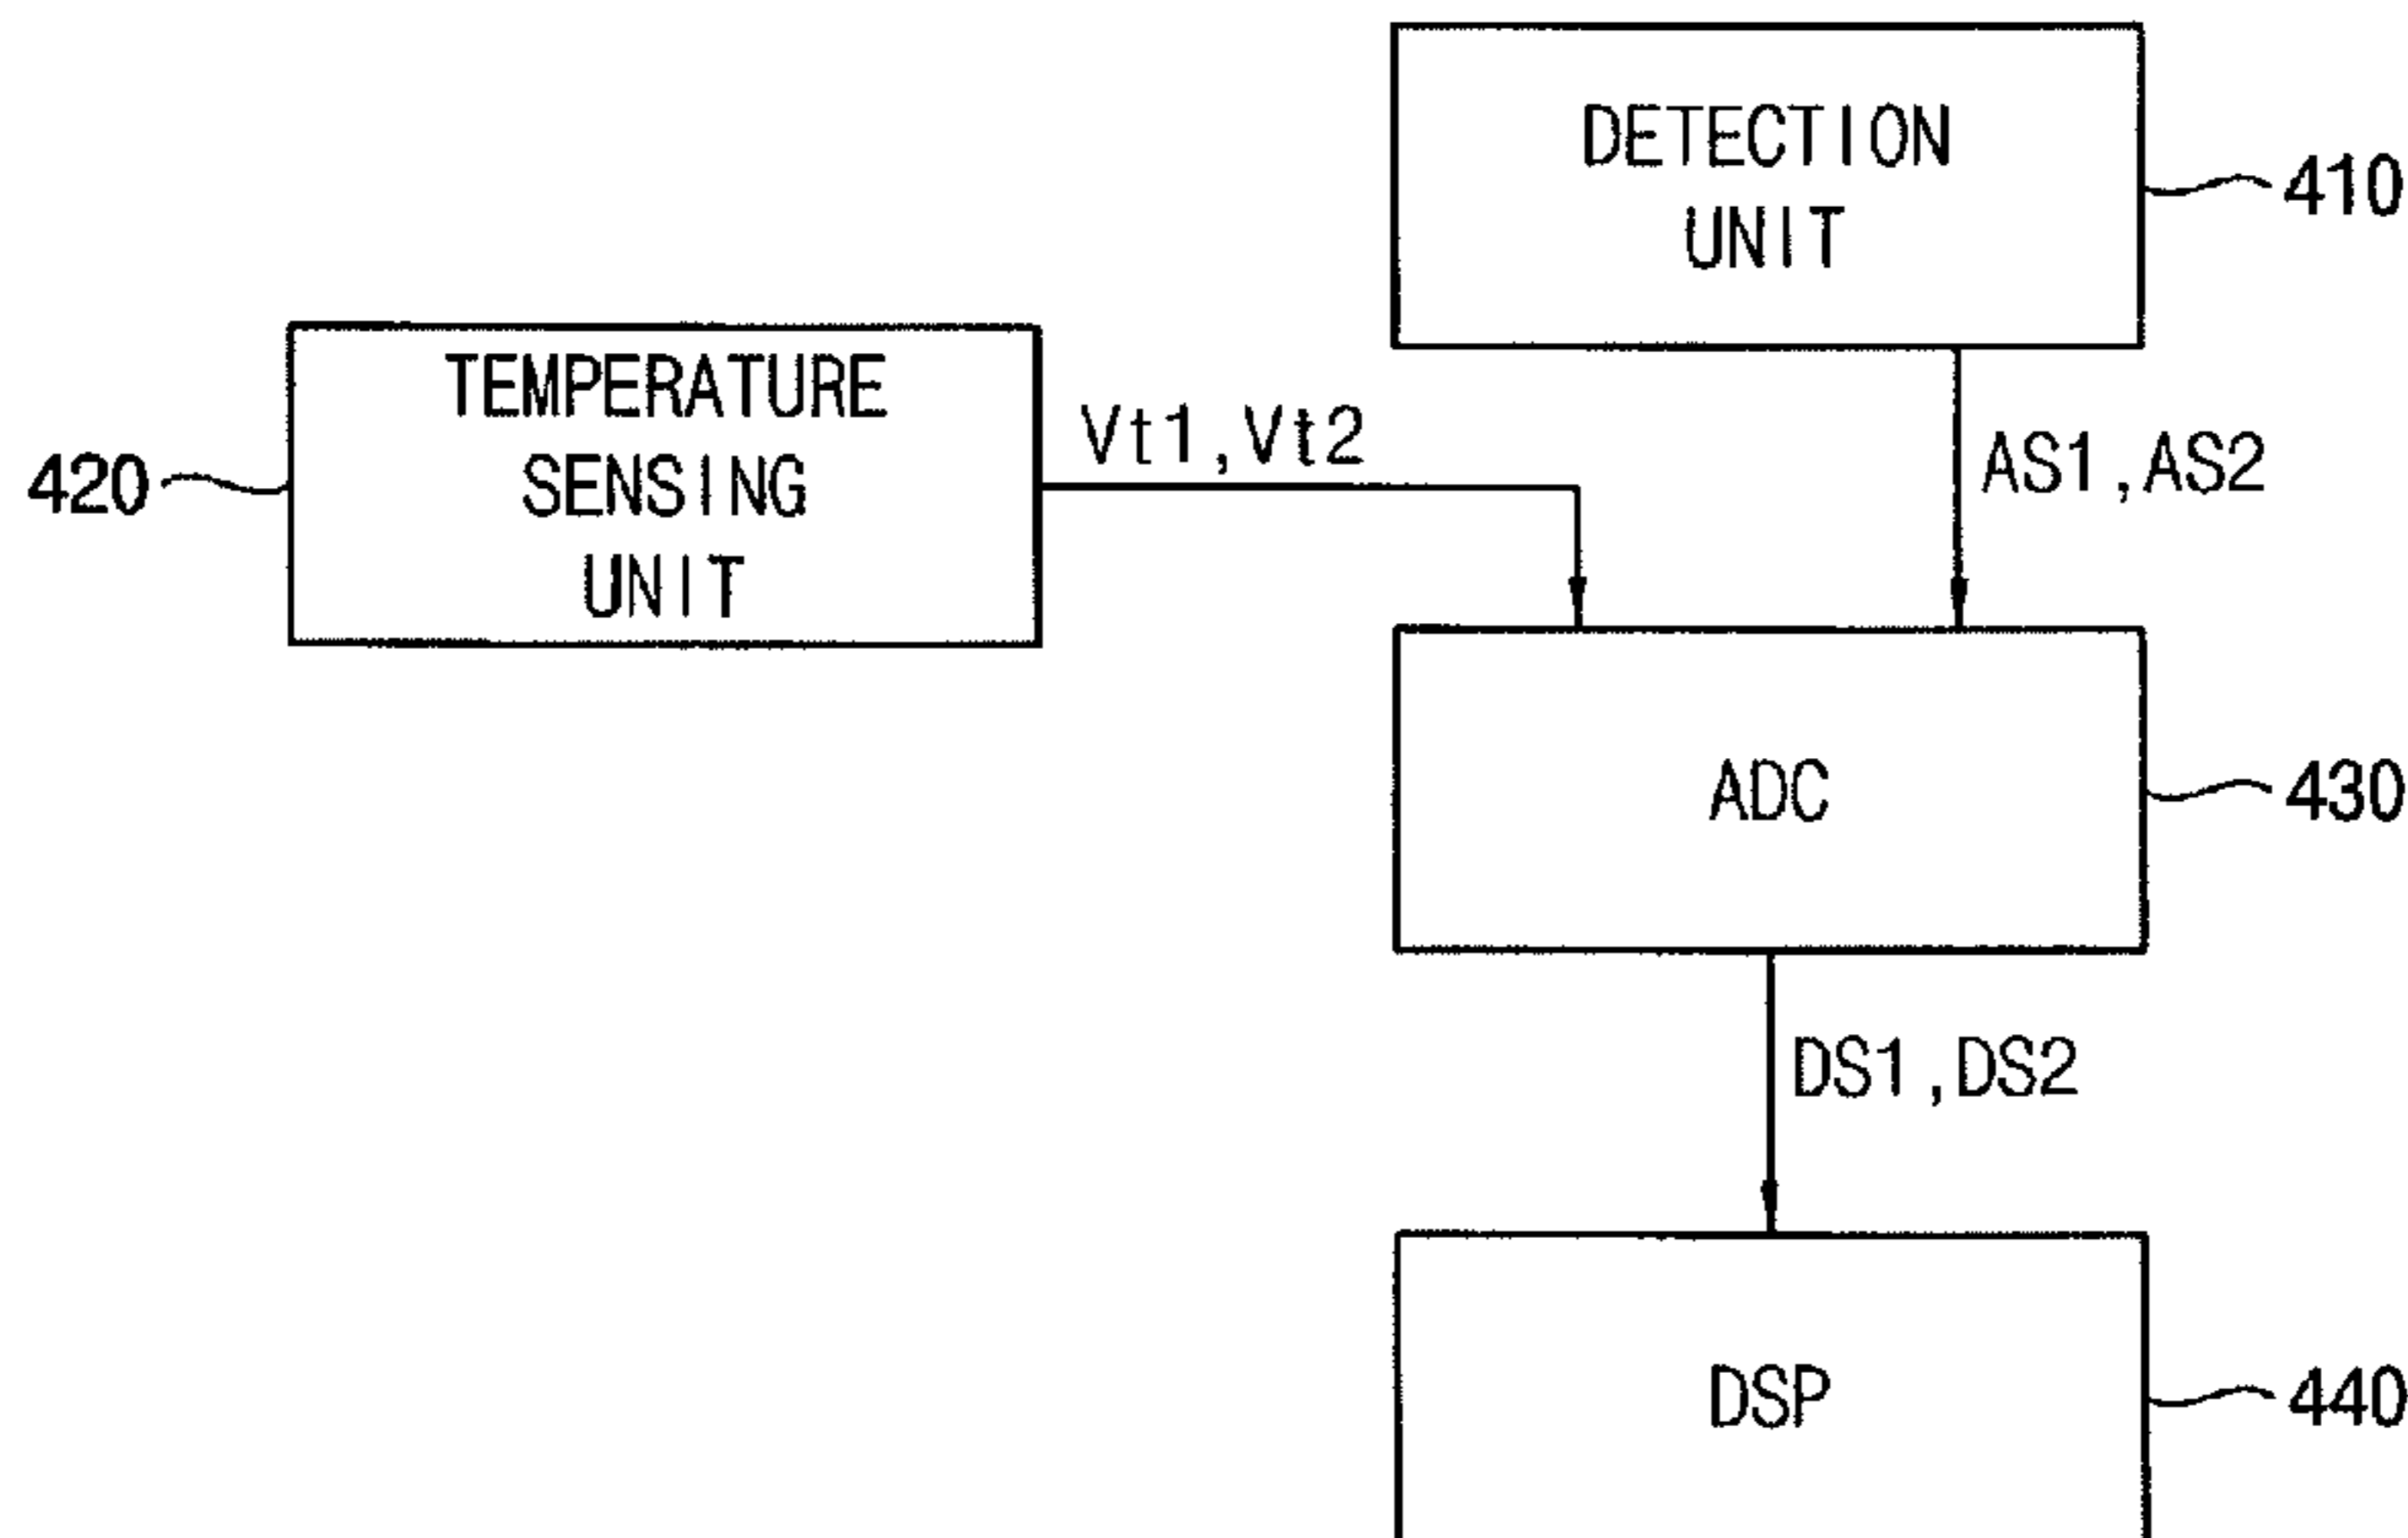 DETECTION
UNIT
410
TEMPERATURE
SENSING
UNIT
420
Vt1,Vt2
AS1,AS2
ADC
430
DS1,DS2
DSP
440